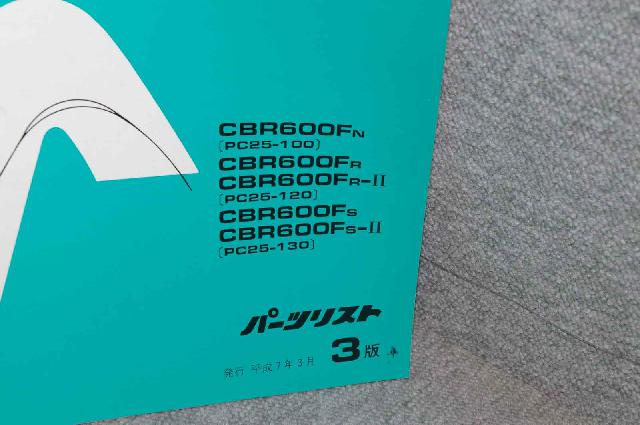 CBR600FN
(PC25-100)
CBR600FR
CBR600FR-II
(PC25-120)
CBR600FS
CBR600FS-II
(PC25-130)
パーツリスト
発行 平成7年3月 3版